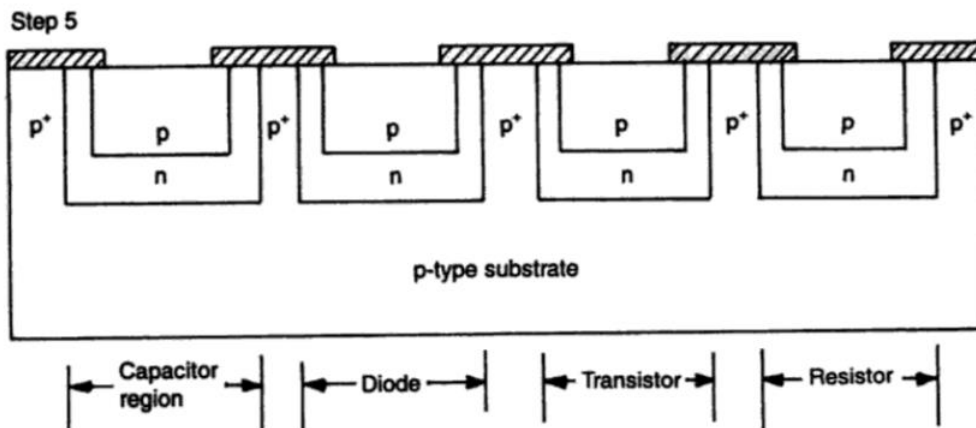 Step 5
p+ p p+ p p+ p p+ p p+
n n n n
p-type substrate
Capacitor
region
Diode
Transistor
Resistor